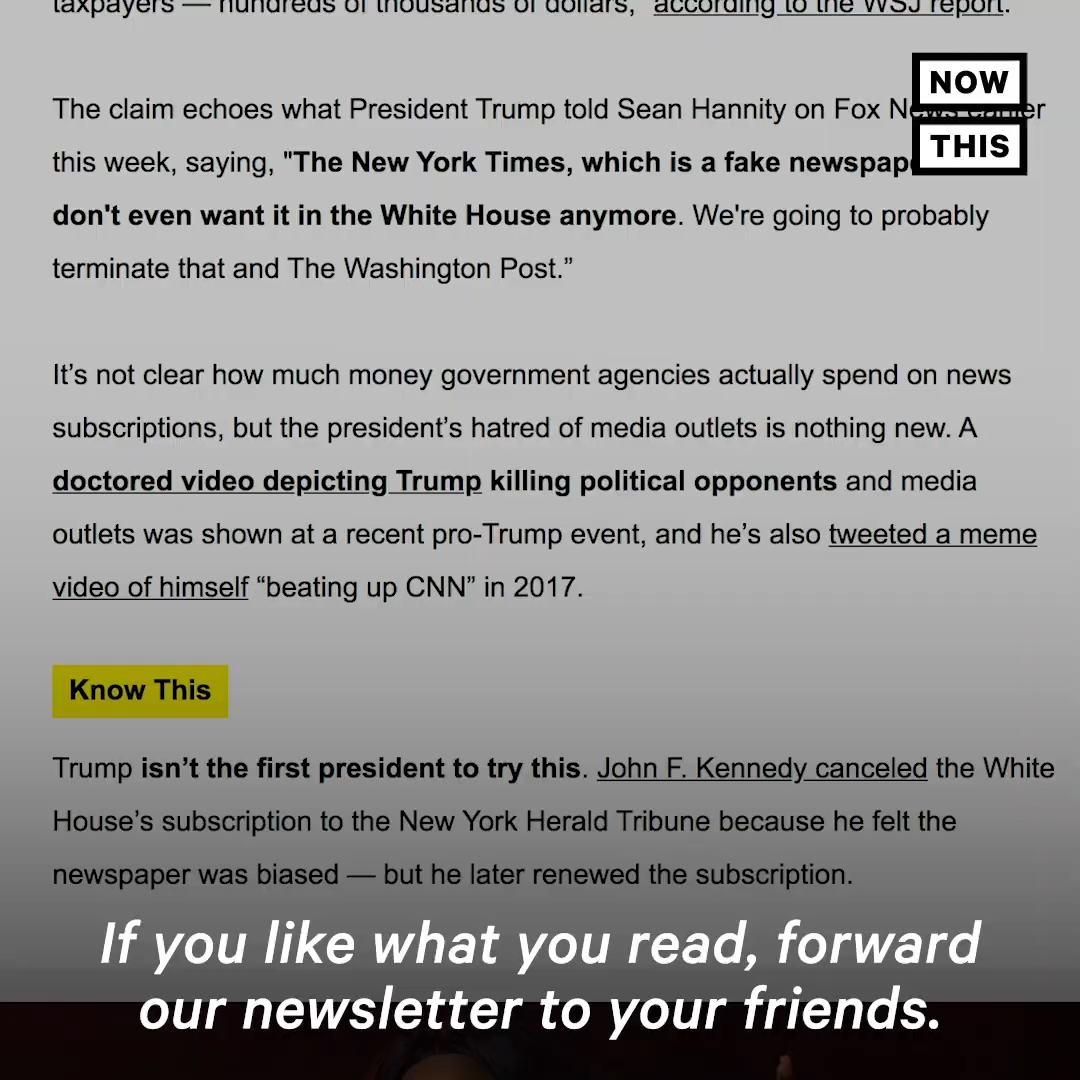 taxpayers — hundreds of thousands of dollars," according to the WSJ report.
NOW
THIS
The claim echoes what President Trump told Sean Hannity on Fox News earlier
this week, saying, "The New York Times, which is a fake newspaper
don't even want it in the White House anymore. We're going to probably
terminate that and The Washington Post.”
It’s not clear how much money government agencies actually spend on news
subscriptions, but the president’s hatred of media outlets is nothing new. A
doctored video depicting Trump killing political opponents and media
outlets was shown at a recent pro-Trump event, and he’s also tweeted a meme
video of himself “beating up CNN” in 2017.
Know This
Trump isn’t the first president to try this. John F. Kennedy canceled the White
House’s subscription to the New York Herald Tribune because he felt the
newspaper was biased — but he later renewed the subscription.
If you like what you read, forward
our newsletter to your friends.